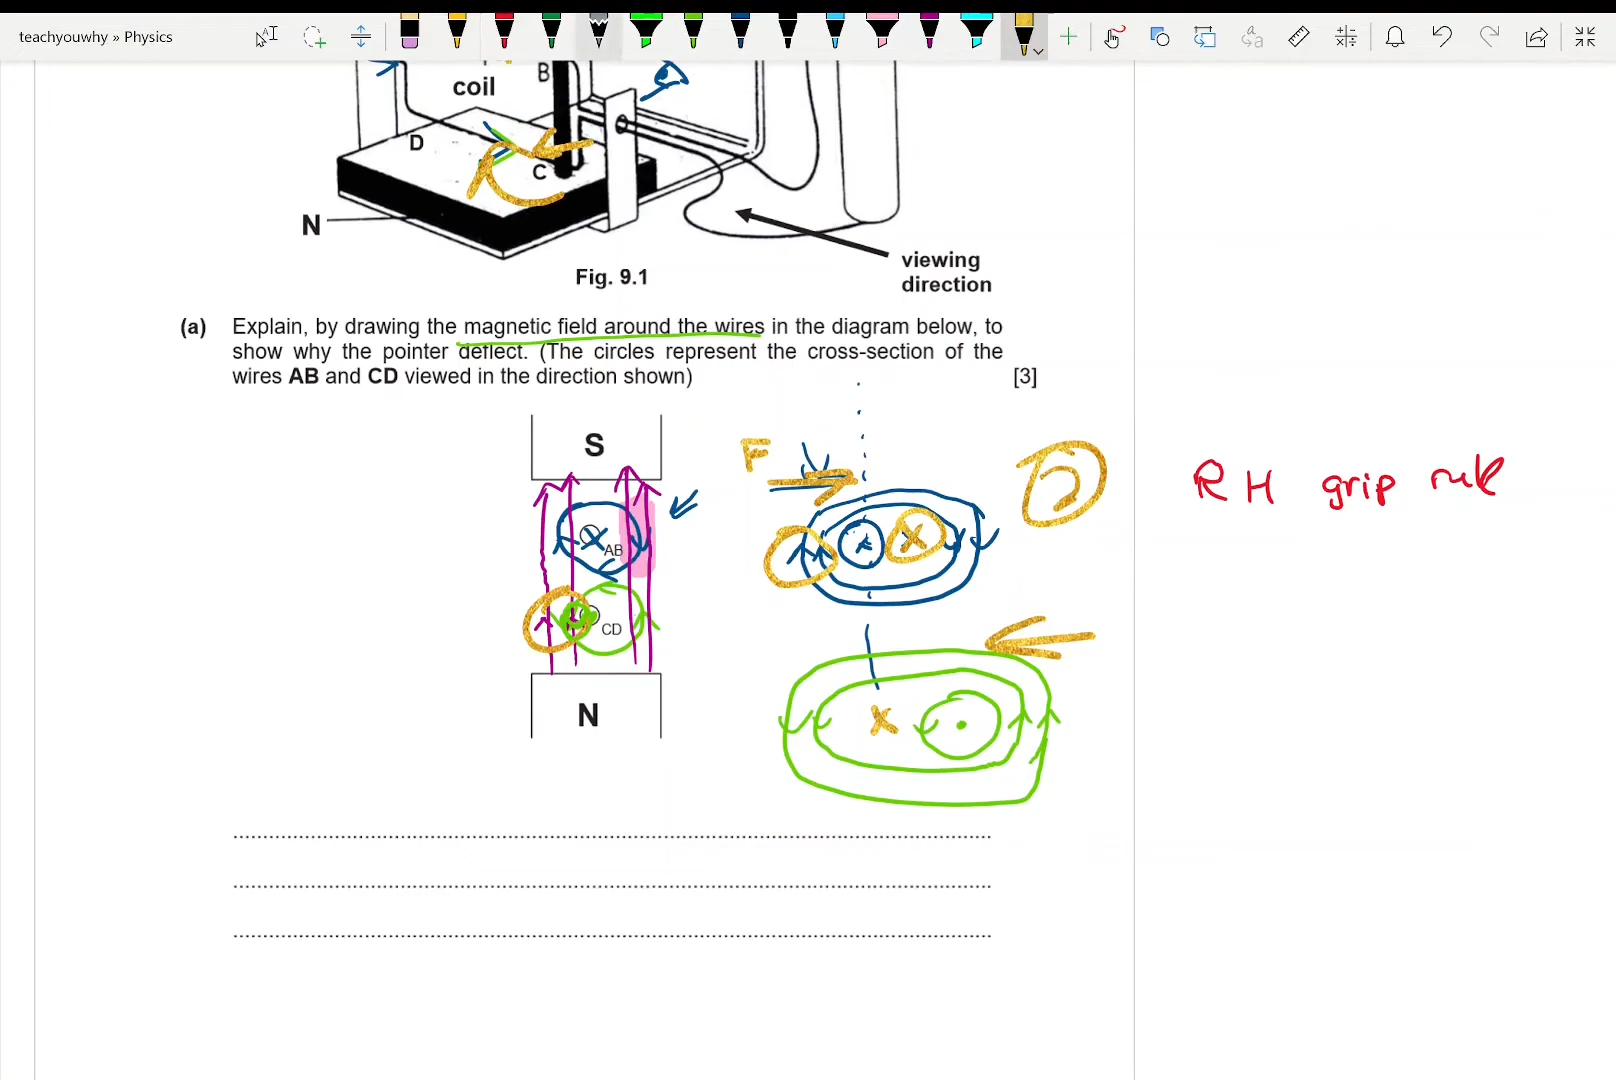 teachyouwhy » Physics
coil
B
D
C
N
viewing
direction
Fig. 9.1
(a) Explain, by drawing the magnetic field around the wires in the diagram below, to
show why the pointer deflect. (The circles represent the cross-section of the
wires AB and CD viewed in the direction shown) [3]
S
F
AB
RH grip rule
CD
N